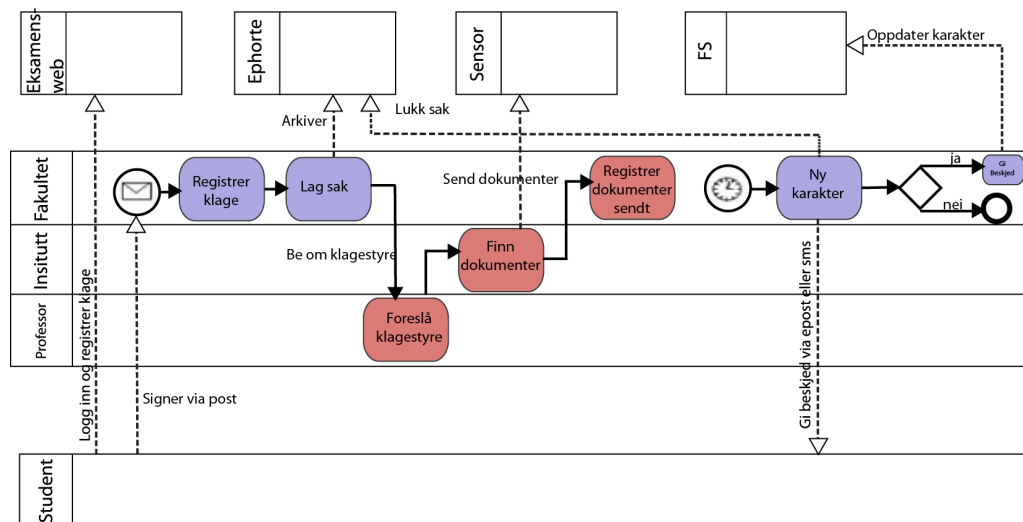 Eksamens-
web
Ephorte
Sensor
FS
Oppdater karakter
Arkiver
Lukk sak
Fakultet
Insitutt
Professor
Registrer
klage
Lag sak
Send dokumenter
Registrer
dokumenter
sendt
Ny
karakter
ja
nei
Gi
Beskjed
Be om klagestyre
Finn
dokumenter
Foreslå
klagestyre
Logg inn og registrer klage
Signer via post
Gi beskjed via epost eller sms
Student